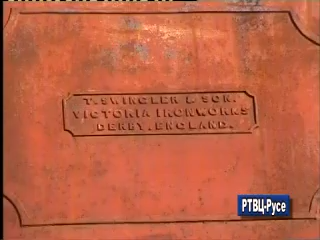 T. SWINGLER & SON.
VICTORIA IRONWORKS
DERBY. ENGLAND.
РТВЦ-Русе